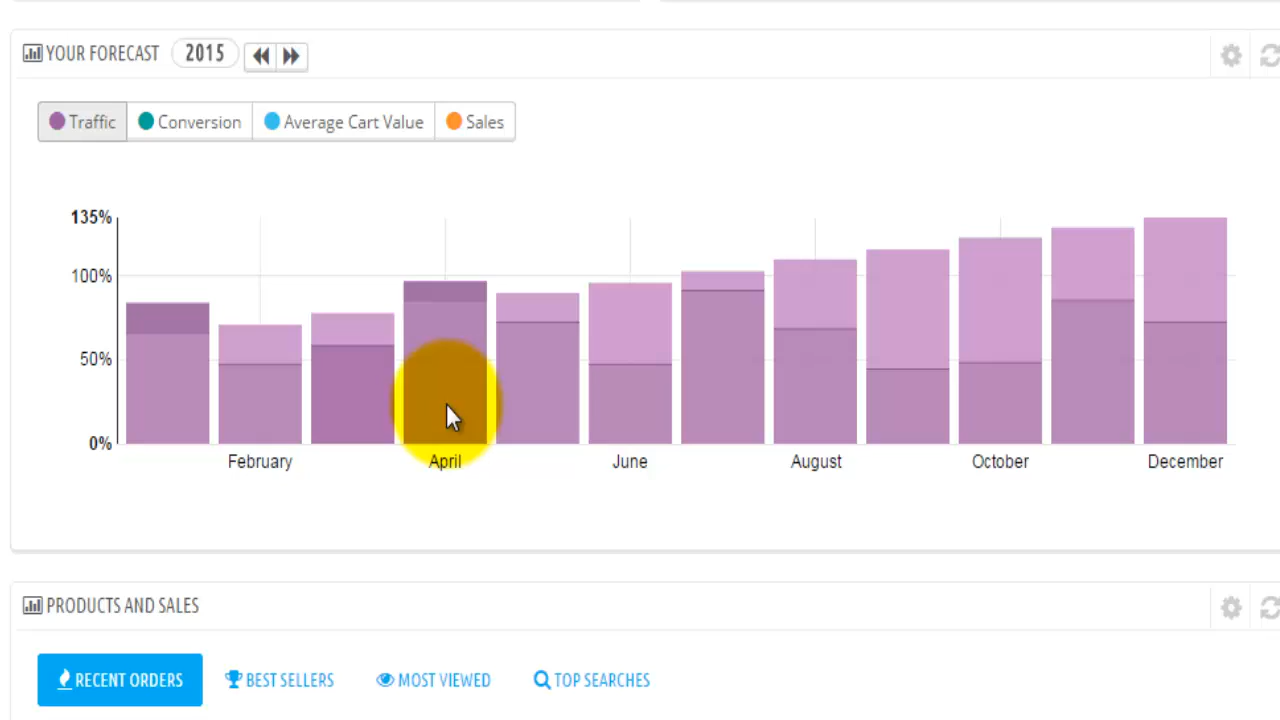 YOUR FORECAST 2015
Traffic Conversion Average Cart Value Sales
135%
100%
50%
0%
February April June August October December
PRODUCTS AND SALES
RECENT ORDERS BEST SELLERS MOST VIEWED TOP SEARCHES